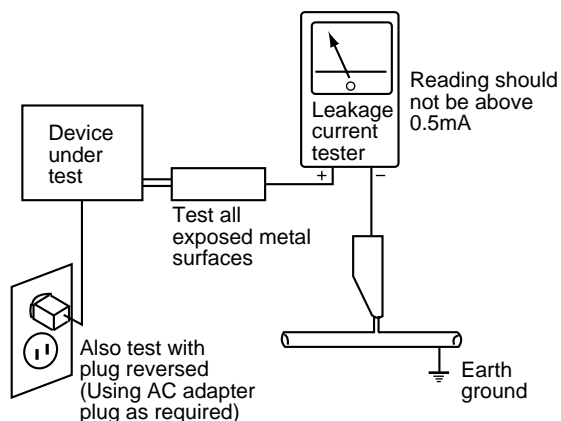 Device
under
test
Leakage
current
tester
+
−
Reading should
not be above
0.5mA
Test all
exposed metal
surfaces
Also test with
plug reversed
(Using AC adapter
plug as required)
Earth
ground